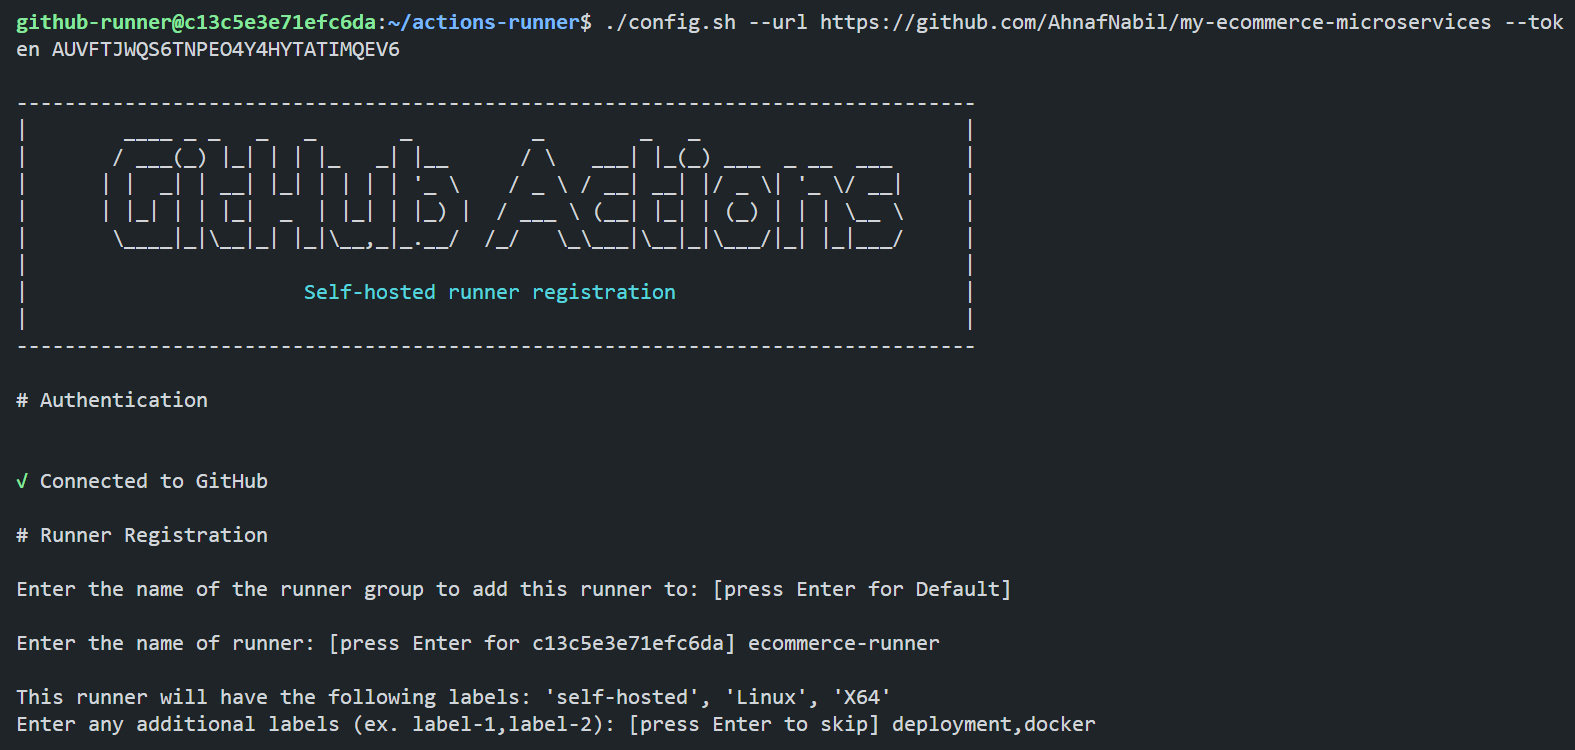 github-runner@c13c5e3e71efc6da:~/actions-runner$ ./config.sh --url https://github.com/AhnafNabil/my-ecommerce-microservices --tok
en AUVFTJWQS6TNPEO4Y4HYTATIMQEV6
--------------------------------------------------------------------------------
|        ____ _ _   _   _       _          _        _   _                      |
|       / ___(_) |_| | | |_   _| |__      / \   ___| |_(_) ___  _ __  ___      |
|      | |  _| | __| |_| | | | | '_ \    / _ \ / __| __| |/ _ \| '_ \/ __|     |
|      | |_| | | |_|  _  | |_| | |_) |  / ___ \ (__| |_| | (_) | | | \__ \     |
|       \____|_|\__|_| |_|\__,_|_.__/  /_/   \_\___|\__|_|\___/|_| |_|___/     |
|                                                                              |
|                       Self-hosted runner registration                        |
|                                                                              |
--------------------------------------------------------------------------------
# Authentication
√ Connected to GitHub
# Runner Registration
Enter the name of the runner group to add this runner to: [press Enter for Default]
Enter the name of runner: [press Enter for c13c5e3e71efc6da] ecommerce-runner
This runner will have the following labels: 'self-hosted', 'Linux', 'X64'
Enter any additional labels (ex. label-1,label-2): [press Enter to skip] deployment,docker